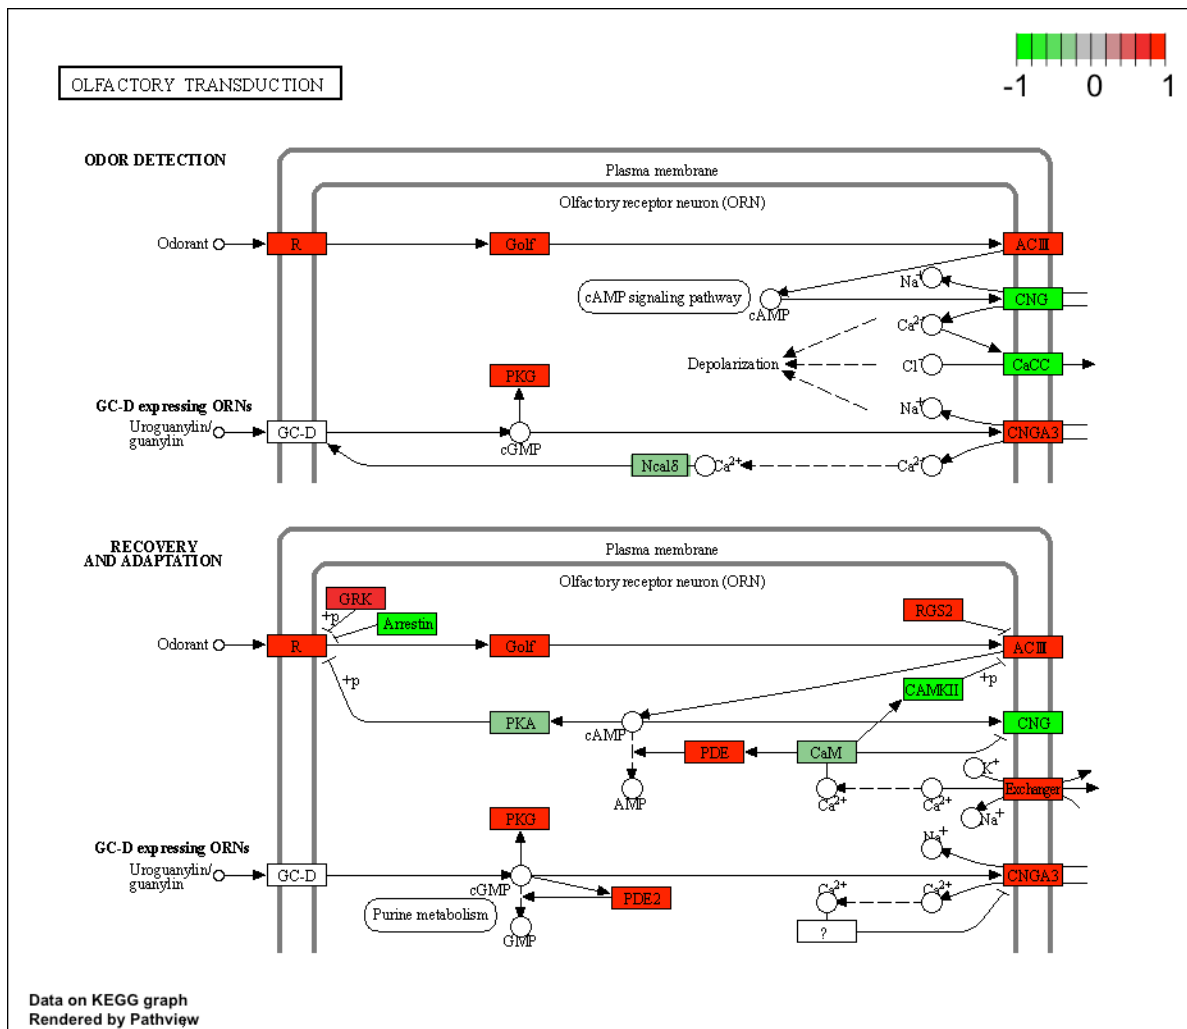 -1 0 1
OLFACTORY TRANSDUCTION
ODOR DETECTION
Plasma membrane
Olfactory receptor neuron (ORN)
Odorant
R
Golf
ACIII
Na+
cAMP signaling pathway
cAMP
CNG
Ca2+
Depolarization
Cl-
CaCC
PKG
GC-D expressing ORNs
Uroguanylin/
guanylin
GC-D
cGMP
Na+
CNGA3
Ncalδ
Ca2+
Ca2+
RECOVERY
AND ADAPTATION
Plasma membrane
Olfactory receptor neuron (ORN)
GRK
+p
Arrestin
RGS2
Odorant
R
Golf
ACIII
+p
CAMKII
+p
PKA
cAMP
CNG
PDE
CaM
K+
AMP
Ca2+
Ca2+
Exchanger
Na+
PKG
Na+
GC-D expressing ORNs
Uroguanylin/
guanylin
GC-D
cGMP
CNGA3
PDE2
Ca2+
Ca2+
Purine metabolism
GMP
?
Data on KEGG graph
Rendered by Pathview